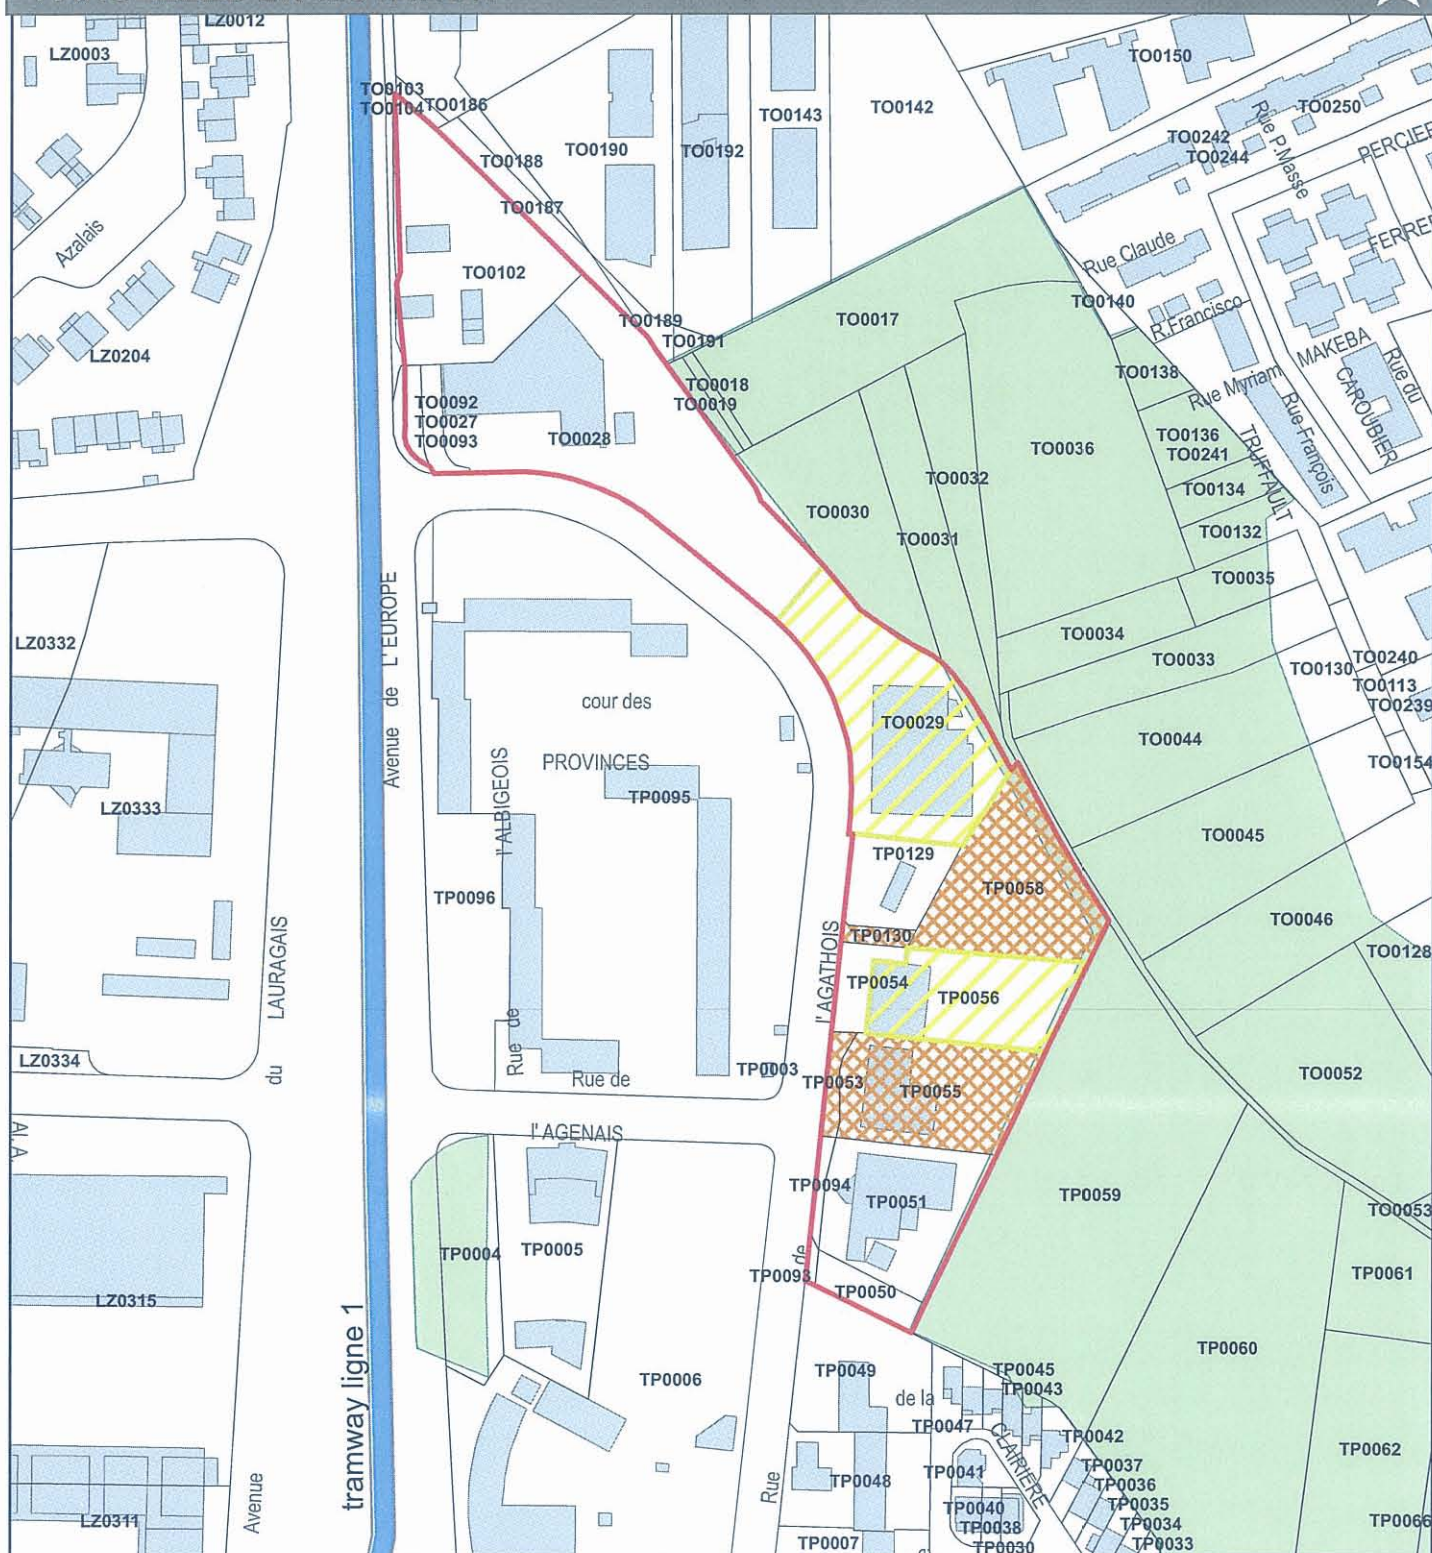 LZ0012
LZ0003
TO0103
TO0104
TO0186
TO0188
TO0190
TO0192
TO0143
TO0142
TO0150
TO0250
TO0242
TO0244
Rue P.Masse
PERCIER
TO0187
Azalais
TO0102
Rue Claude
TO0140
R.Francisco
TO0017
TO0189
TO0191
LZ0204
MAKEBA
Rue du
CAROUBIER
TO0138
Rue Myriam
Rue François
TO0018
TO0019
TO0092
TO0027
TO0093
TO0028
TO0136
TO0241
TRUFFAULT
TO0036
TO0032
TO0134
TO0030
TO0031
TO0132
TO0035
Avenue de L'EUROPE
LZ0332
TO0034
TO0033
TO0130
TO0240
TO0113
TO0239
cour des
PROVINCES
TO0029
TO0044
TO0154
l'ALBIGEOIS
TP0095
LZ0333
TO0045
TP0129
TP0096
TP0058
TO0046
TP0130
TO0128
LAURAGAIS
l'AGATHOIS
TP0054
TP0056
LZ0334
du
Rue de
Rue de
TP0003
TP0053
TP0055
TO0052
l'AGENAIS
TP0094
TP0051
TP0059
TO0053
TP0004
TP0005
de
TP0093
TP0050
TP0061
LZ0315
tramway ligne 1
TP0060
TP0006
TP0049
TP0045
TP0043
de la
TP0047
CLAIRIÈRE
TP0042
TP0062
TP0037
TP0041
TP0036
TP0048
Rue
Avenue
TP0035
TP0040
TP0034
TP0066
LZ0311
TP0038
TP0033
TP0007
TP0030